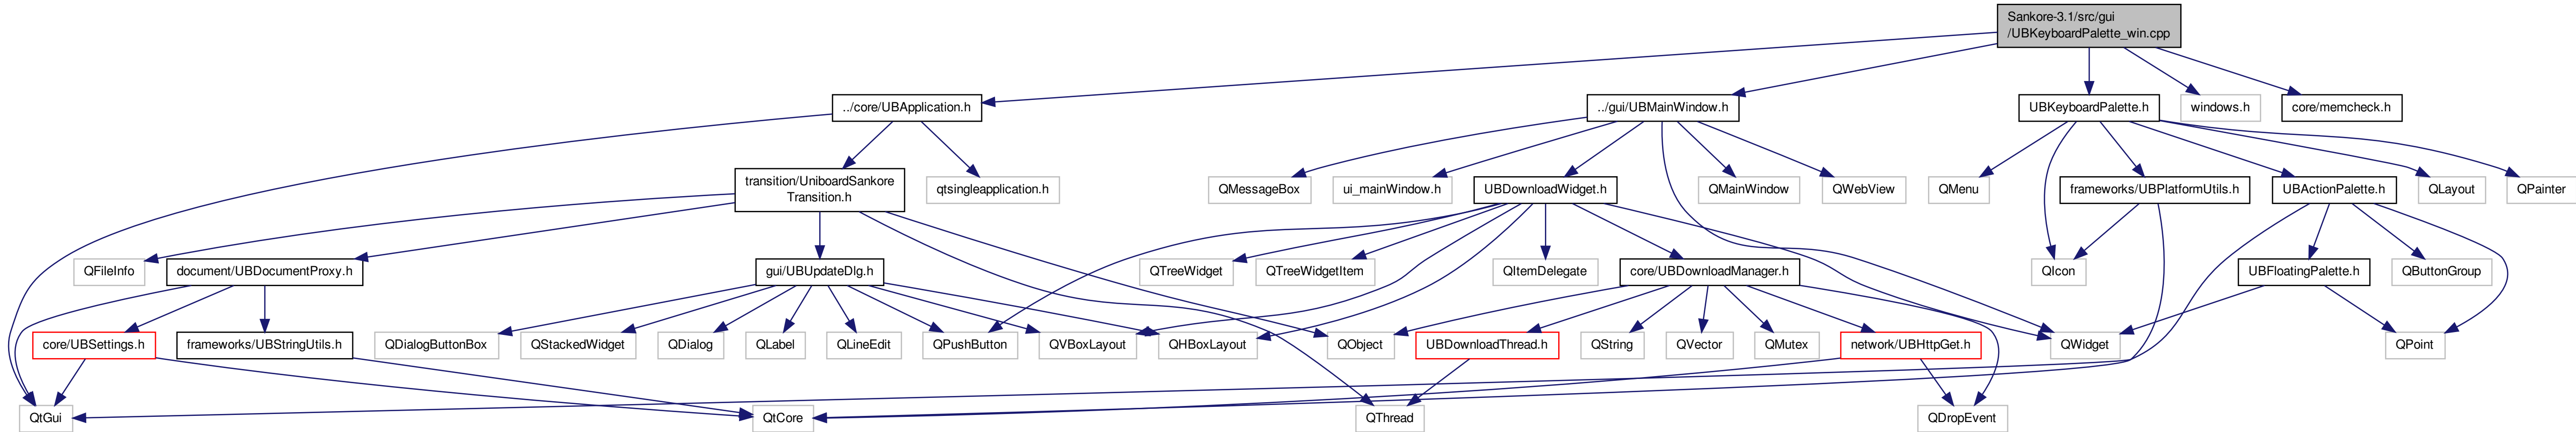 Sankore-3.1/src/gui
/UBKeyboardPalette_win.cpp
../core/UBApplication.h
../gui/UBMainWindow.h
UBKeyboardPalette.h
windows.h
core/memcheck.h
transition/UniboardSankore
Transition.h
qtsingleapplication.h
QMessageBox
ui_mainWindow.h
UBDownloadWidget.h
QMainWindow
QWebView
QMenu
frameworks/UBPlatformUtils.h
UBActionPalette.h
QLayout
QPainter
QFileInfo
document/UBDocumentProxy.h
gui/UBUpdateDlg.h
QTreeWidget
QTreeWidgetItem
QItemDelegate
core/UBDownloadManager.h
QIcon
UBFloatingPalette.h
QButtonGroup
core/UBSettings.h
frameworks/UBStringUtils.h
QDialogButtonBox
QStackedWidget
QDialog
QLabel
QLineEdit
QPushButton
QVBoxLayout
QHBoxLayout
QObject
UBDownloadThread.h
QString
QVector
QMutex
network/UBHttpGet.h
QWidget
QPoint
QtGui
QtCore
QThread
QDropEvent